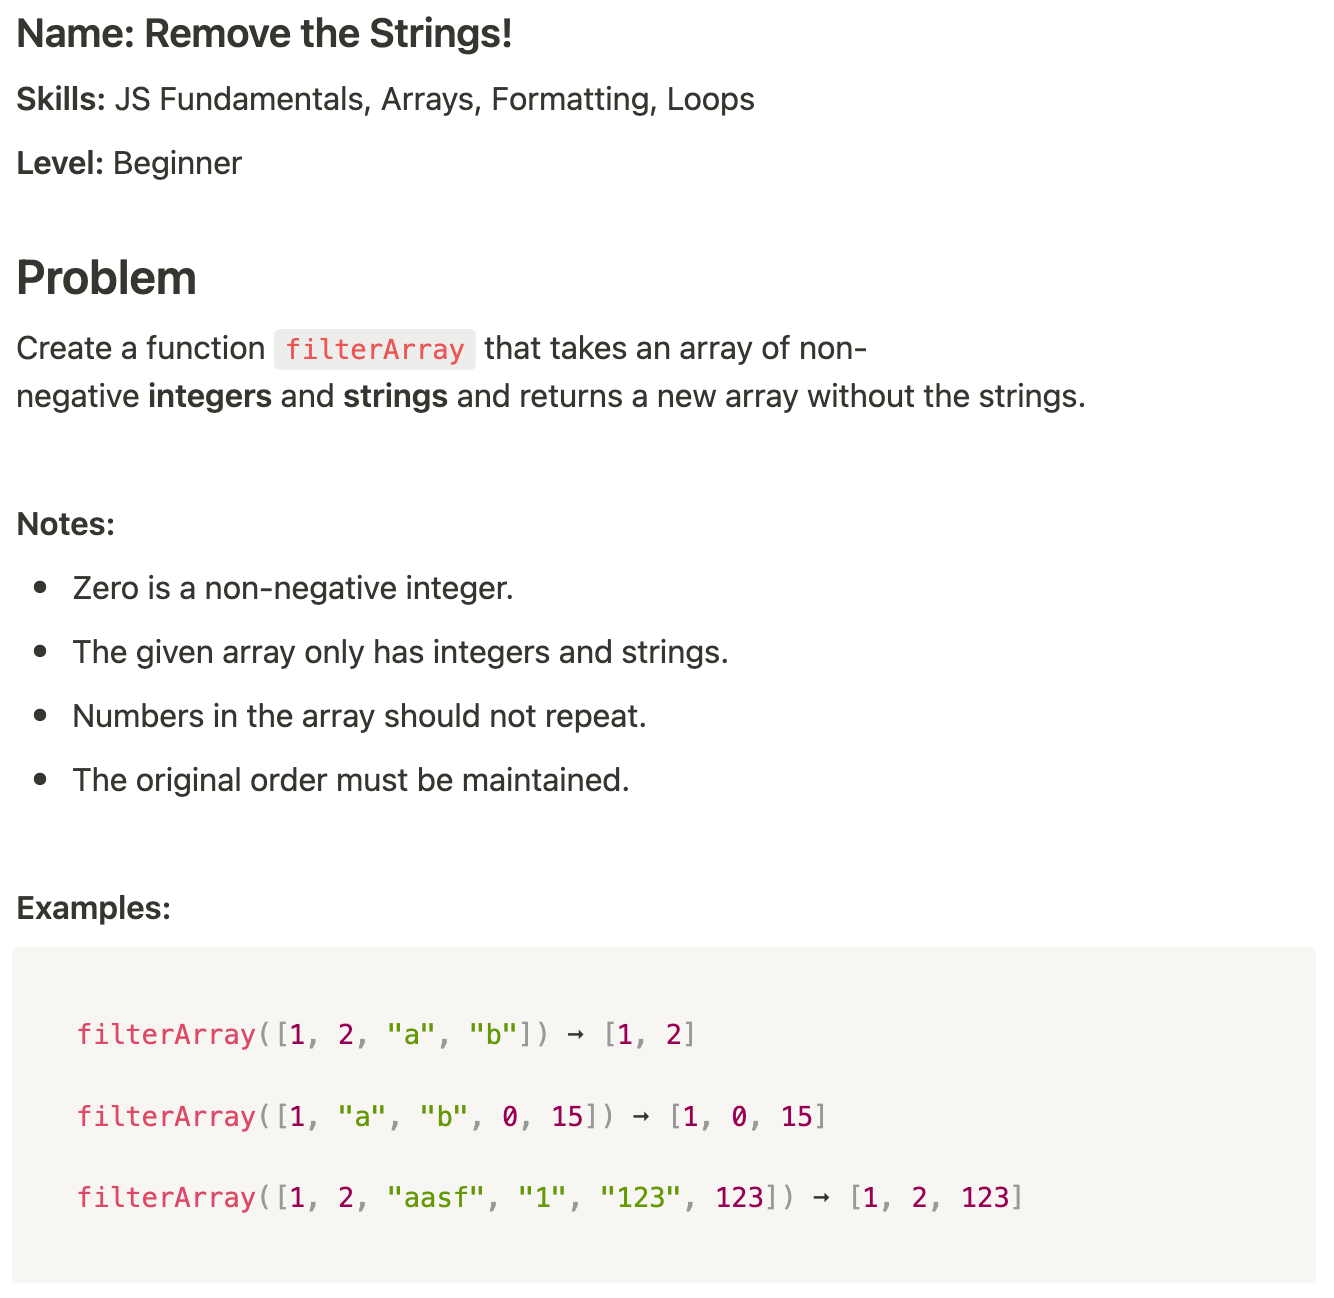 Name: Remove the Strings!
Skills: JS Fundamentals, Arrays, Formatting, Loops
Level: Beginner
Problem
Create a function filterArray that takes an array of non-
negative integers and strings and returns a new array without the strings.
Notes:
• Zero is a non-negative integer.
• The given array only has integers and strings.
• Numbers in the array should not repeat.
• The original order must be maintained.
Examples:
filterArray([1, 2, "a", "b"]) → [1, 2]
filterArray([1, "a", "b", 0, 15]) → [1, 0, 15]
filterArray([1, 2, "aasf", "1", "123", 123]) → [1, 2, 123]